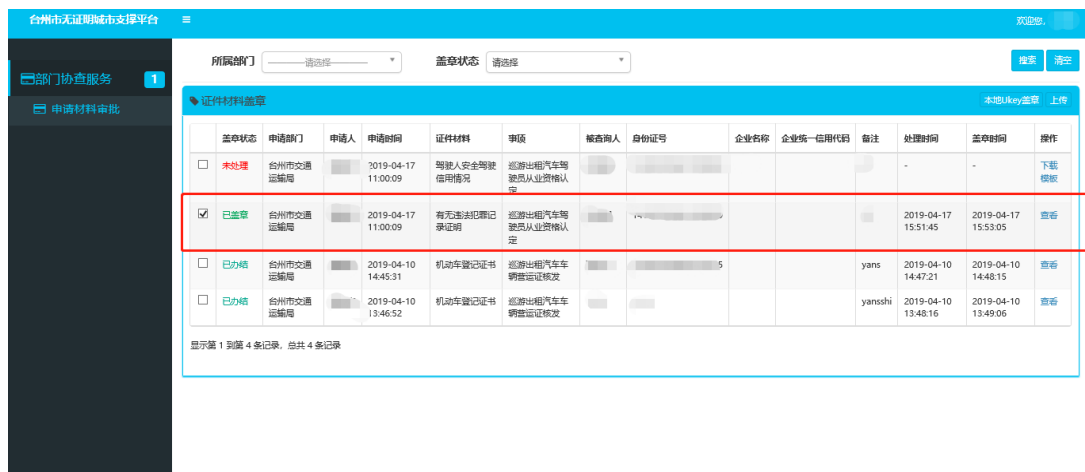 台州市无证明城市支撑平台
欢迎您,
部门协查服务 1
申请材料审批
所属部门 ----------请选择---------- 盖章状态 请选择 搜索 清空
证件材料盖章 本地Ukey盖章 上传
盖章状态 申请部门 申请人 申请时间 证件材料 事项 被查询人 身份证号 企业名称 企业统一信用代码 备注 处理时间 盖章时间 操作
未处理 台州市交通 2019-04-17 驾驶人安全驾驶 巡游出租汽车驾 - - 下载
运输局 11:00:09 信用情况 驶员从业资格认 模板
定
已盖章 台州市交通 2019-04-17 有无违法犯罪记 巡游出租汽车驾 2019-04-17 2019-04-17 查看
运输局 11:00:09 录证明 驶员从业资格认 15:51:45 15:53:05
定
已办结 台州市交通 2019-04-10 机动车登记证书 巡游出租汽车车 5 yans 2019-04-10 2019-04-10 查看
运输局 14:45:31 辆营运证核发 14:47:21 14:48:15
已办结 台州市交通 2019-04-10 机动车登记证书 巡游出租汽车车 yansshi 2019-04-10 2019-04-10 查看
运输局 13:46:52 辆营运证核发 13:48:16 13:49:06
显示第 1 到第 4 条记录，总共 4 条记录